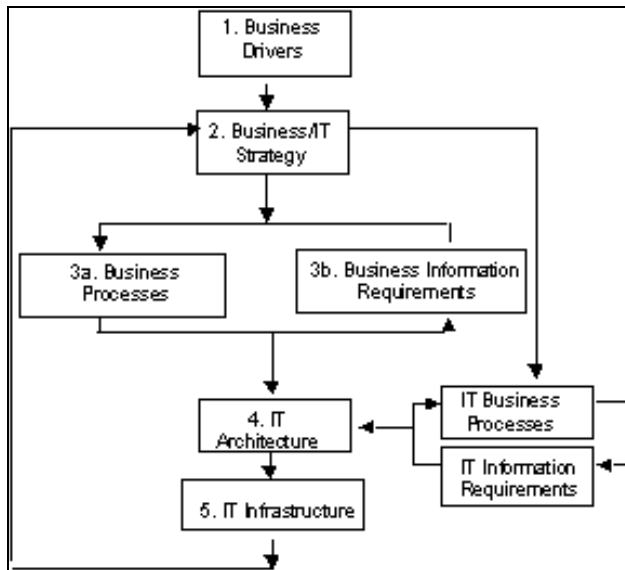 1. Business
Drivers
2. Business/IT
Strategy
3a. Business
Processes
3b. Business Information
Requirements
4. IT
Architecture
IT Business
Processes
IT Information
Requirements
5. IT Infrastructure